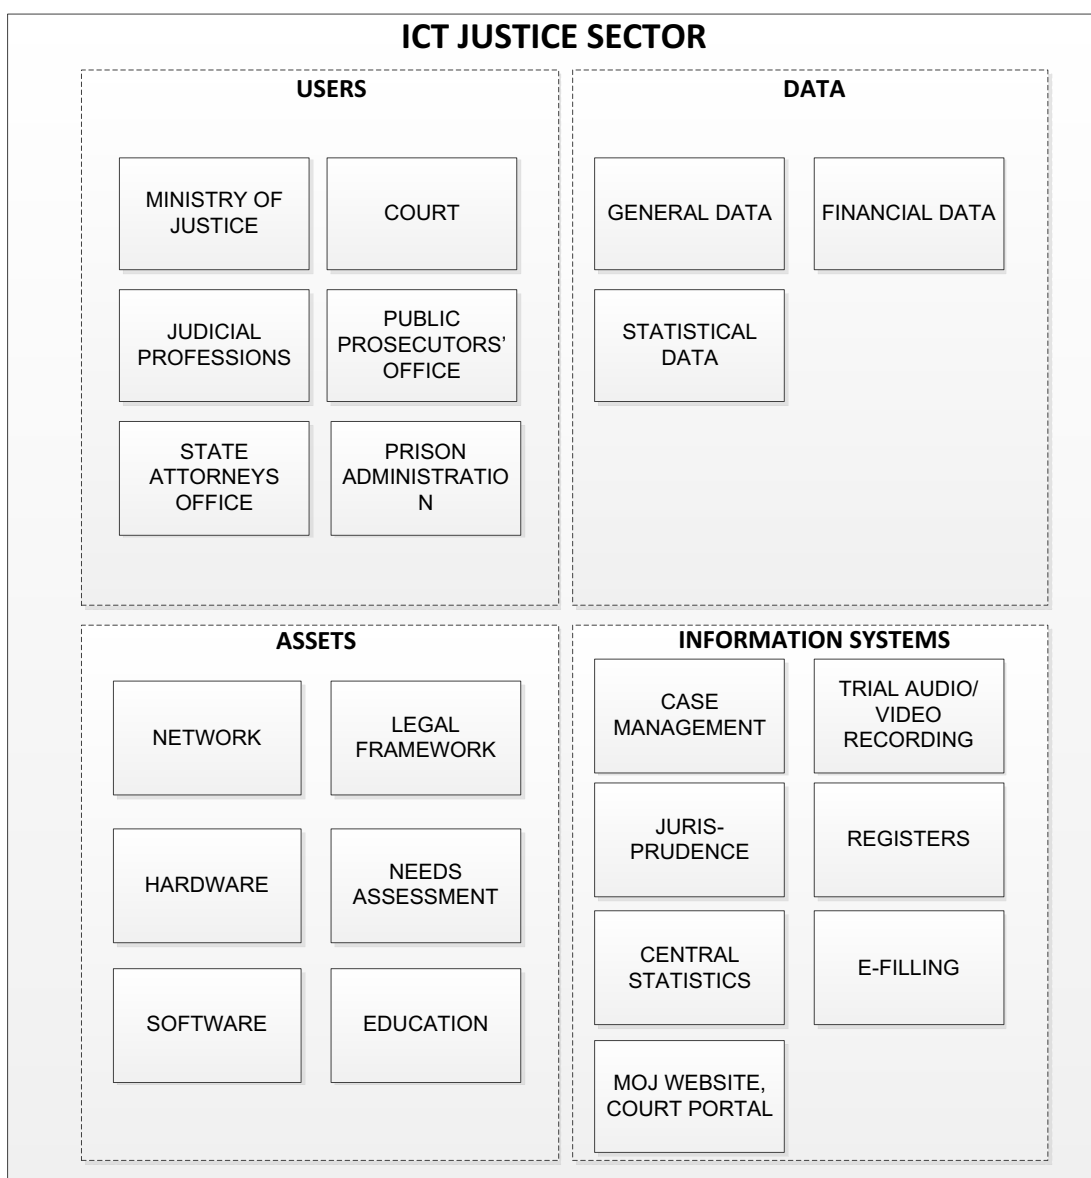 ICT JUSTICE SECTOR
USERS
MINISTRY OF
JUSTICE
COURT
JUDICIAL
PROFESSIONS
PUBLIC
PROSECUTORS’
OFFICE
STATE
ATTORNEYS
OFFICE
PRISON
ADMINISTRATIO
N
DATA
GENERAL DATA
FINANCIAL DATA
STATISTICAL
DATA
ASSETS
NETWORK
LEGAL
FRAMEWORK
HARDWARE
NEEDS
ASSESSMENT
SOFTWARE
EDUCATION
INFORMATION SYSTEMS
CASE
MANAGEMENT
TRIAL AUDIO/
VIDEO
RECORDING
JURIS-
PRUDENCE
REGISTERS
CENTRAL
STATISTICS
E-FILLING
MOJ WEBSITE,
COURT PORTAL